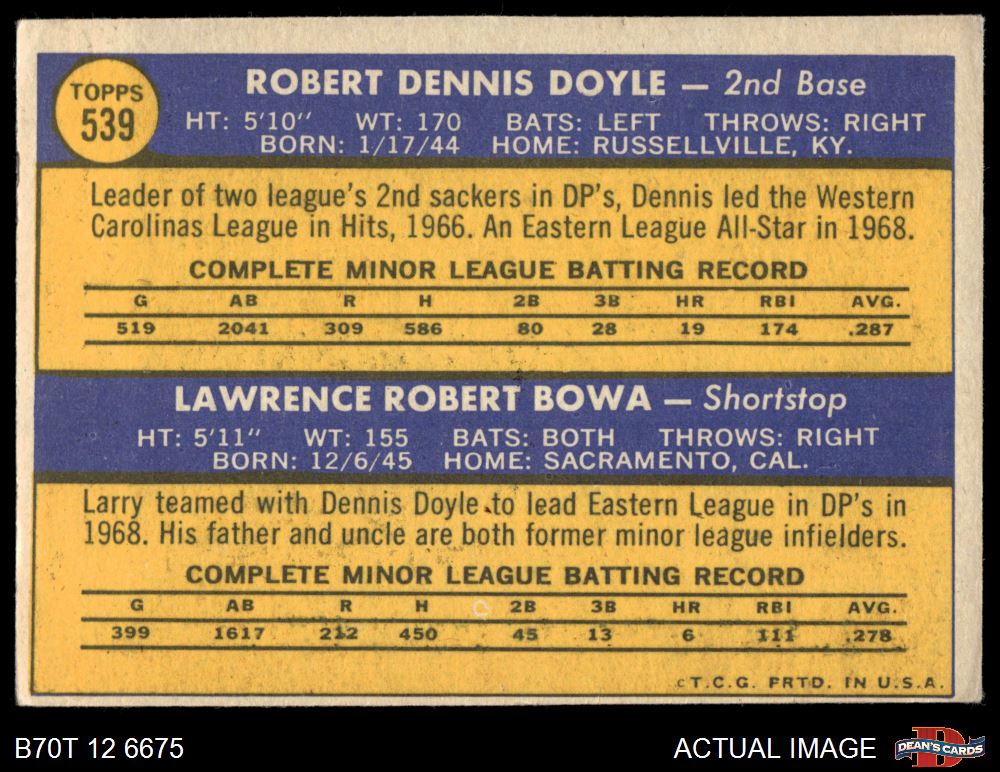 TOPPS
539
ROBERT DENNIS DOYLE — 2nd Base
HT: 5'10" WT: 170 BATS: LEFT THROWS: RIGHT
BORN: 1/17/44 HOME: RUSSELLVILLE, KY.
Leader of two league's 2nd sackers in DP's, Dennis led the Western
Carolinas League in Hits, 1966. An Eastern League All-Star in 1968.
COMPLETE MINOR LEAGUE BATTING RECORD
G AB R H 2B 3B HR RBI AVG.
519 2041 309 586 80 28 19 174 .287
LAWRENCE ROBERT BOWA — Shortstop
HT: 5'11" WT: 155 BATS: BOTH THROWS: RIGHT
BORN: 12/6/45 HOME: SACRAMENTO, CAL.
Larry teamed with Dennis Doyle to lead Eastern League in DP's in
1968. His father and uncle are both former minor league infielders.
COMPLETE MINOR LEAGUE BATTING RECORD
G AB R H 2B 3B HR RBI AVG.
399 1617 212 450 45 13 6 111 .278
©T.C.G. PRTD. IN U.S.A.
B70T 12 6675 ACTUAL IMAGE
DEAN'S CARDS